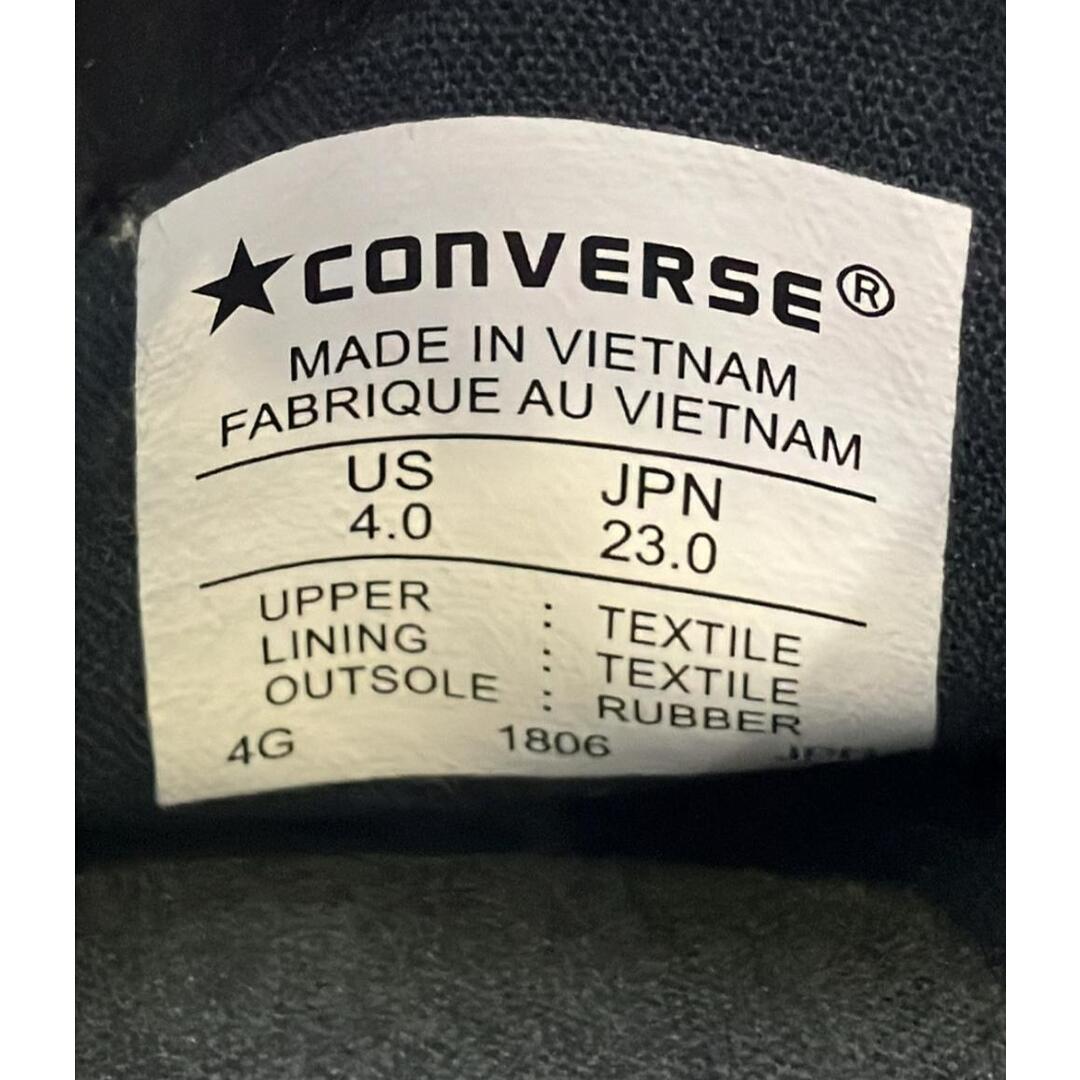 ★CONVERSE®
MADE IN VIETNAM
FABRIQUE AU VIETNAM
US JPN
4.0 23.0
UPPER : TEXTILE
LINING : TEXTILE
OUTSOLE : RUBBER
4G 1806